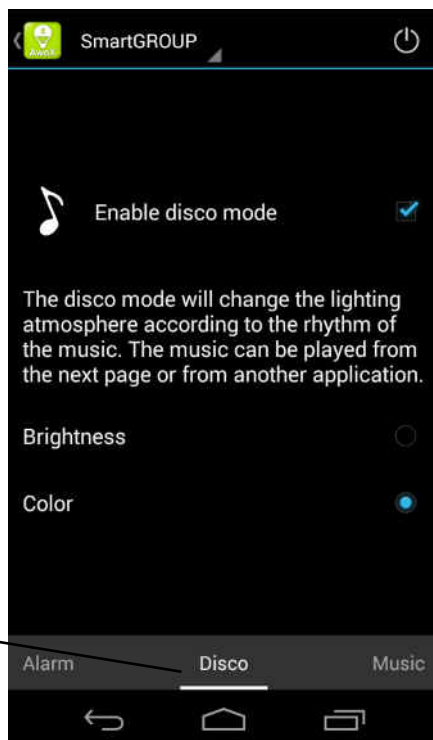 AwoX
SmartGROUP
Enable disco mode
The disco mode will change the lighting
atmosphere according to the rhythm of
the music. The music can be played from
the next page or from another application.
Brightness
Color
Alarm
Disco
Music